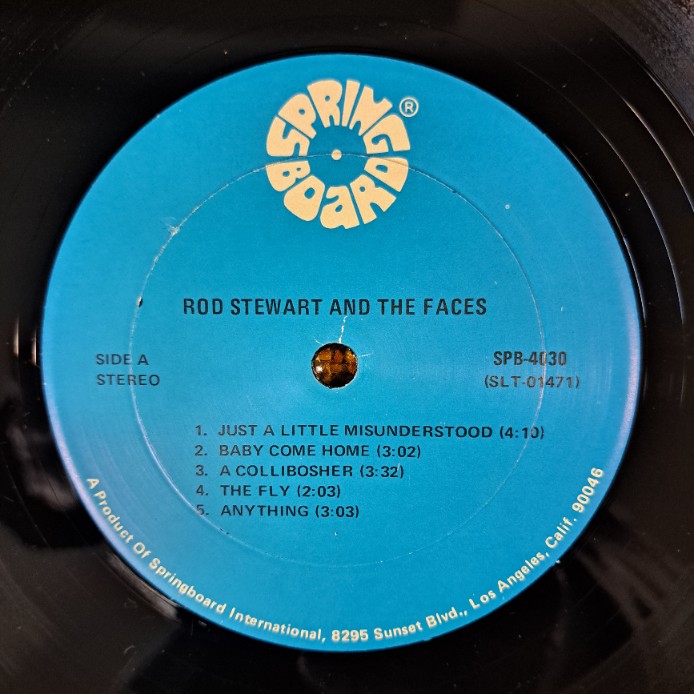 SPRING®
BOARD
ROD STEWART AND THE FACES
SIDE A
STEREO
SPB-4030
(SLT-01471)
1. JUST A LITTLE MISUNDERSTOOD (4:10)
2. BABY COME HOME (3:02)
3. A COLLIBOSHER (3:32)
4. THE FLY (2:03)
5. ANYTHING (3:03)
A Product Of Springboard International, 8295 Sunset Blvd., Los Angeles, Calif. 90046